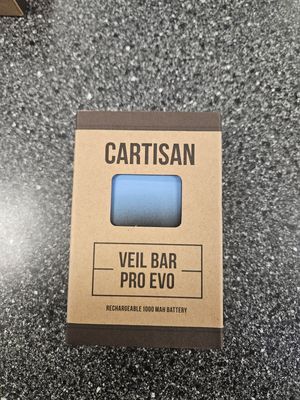 CARTISAN
VEIL BAR
PRO EVO
RECHARGEABLE 1000 MAH BATTERY